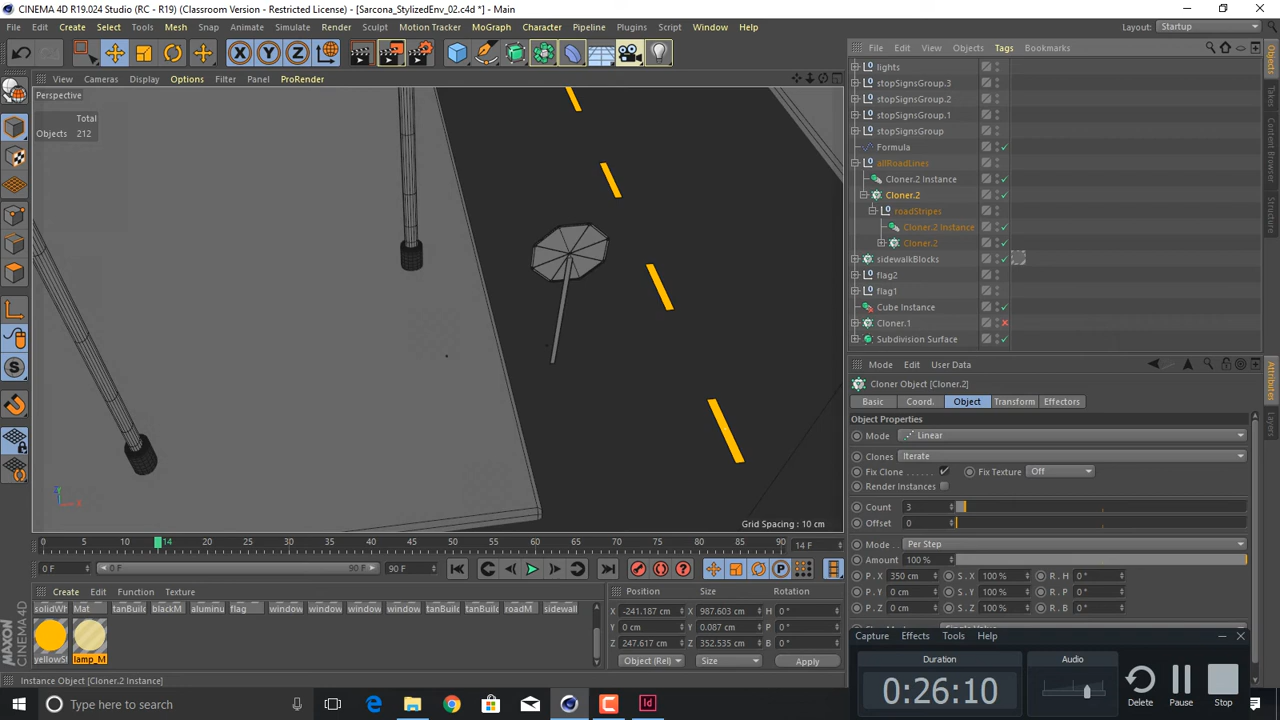 CINEMA 4D R19.024 Studio (RC - R19) (Classroom Version - Restricted License) - [Sarcona_StylizedEnv_02.c4d *] - Main
File Edit Create Select Tools Mesh Snap Animate Simulate Render Sculpt Motion Tracker MoGraph Character Pipeline Plugins Script Window Help
Layout: Startup
View Cameras Display Options Filter Panel ProRender
Perspective
Total
Objects 212
Grid Spacing : 10 cm
File Edit View Objects Tags Bookmarks
lights
stopSignsGroup.3
stopSignsGroup.2
stopSignsGroup.1
stopSignsGroup
Formula
allRoadLines
Cloner.2 Instance
Cloner.2
roadStripes
Cloner.2 Instance
Cloner.2
sidewalkBlocks
flag2
flag1
Cube Instance
Cloner.1
Subdivision Surface
Objects
Takes
Content Browser
Structure
Mode Edit User Data
Cloner Object [Cloner.2]
Basic Coord. Object Transform Effectors
Object Properties
Mode Linear
Clones Iterate
Fix Clone Fix Texture Off
Render Instances
Count 3
Offset 0
Mode Per Step
Amount 100 %
P . X 350 cm S . X 100 % R . H 0 °
P . Y 0 cm S . Y 100 % R . P 0 °
P . Z 0 cm S . Z 100 % R . B 0 °
Attributes
Layers
0 5 10 14 20 25 30 35 40 45 50 55 60 65 70 75 80 85 90 14 F
0 F 0 F 90 F 90 F
Create Edit Function Texture
solidWh Mat tanBuild blackM aluminu flag window window window window tanBuild tanBuild roadM sidewall
yellowSt lamp_M
MAXON CINEMA 4D
Position Size Rotation
X -241.187 cm X 987.603 cm H 0 °
Y 0 cm Y 0.087 cm P 0 °
Z 247.617 cm Z 352.535 cm B 0 °
Object (Rel) Size Apply
Instance Object [Cloner.2 Instance]
Capture Effects Tools Help
Duration
0:26:10
Audio
Delete Pause Stop
Type here to search